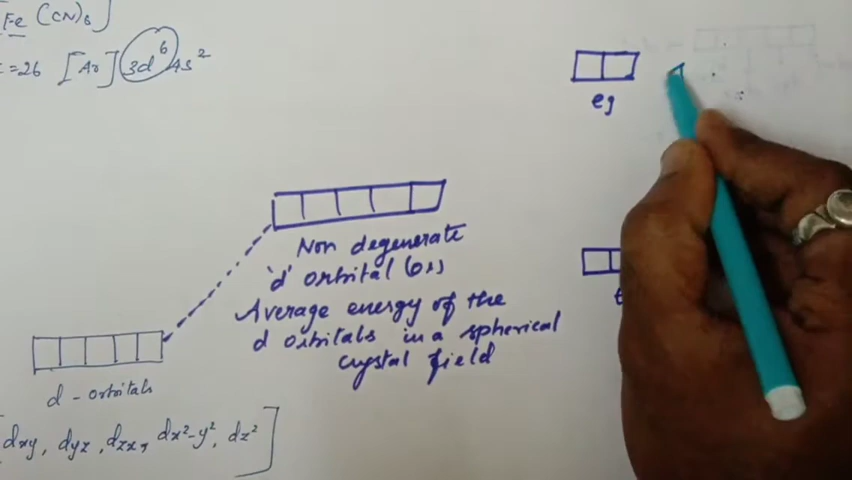 [Fe (CN)6]
=26 [Ar] 3d⁶ 4s²
eg
Non degenerate
'd' orbital (or)
Average energy of the
d orbitals in a spherical
crystal field
t
d - orbitals
[dxy, dyz, dzx, dx²-y², dz²]